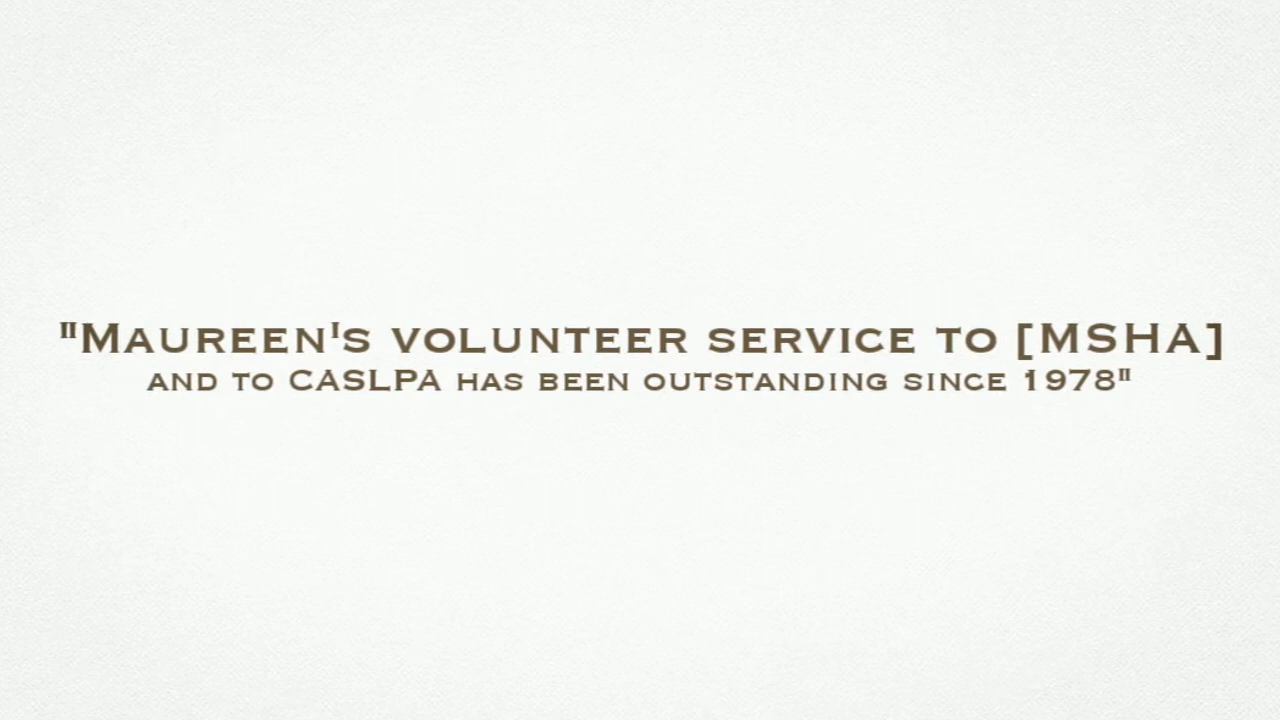 "Maureen's volunteer service to [MSHA]
and to CASLPA has been outstanding since 1978"